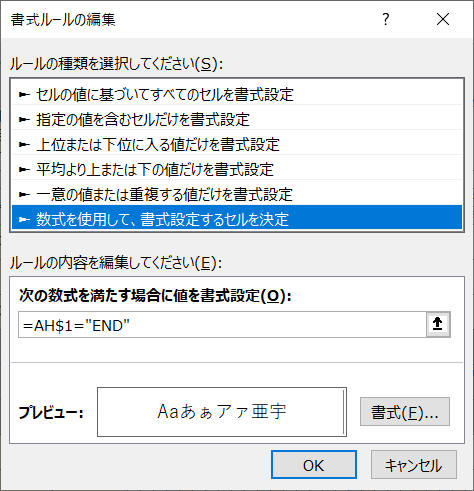 書式ルールの編集
ルールの種類を選択してください(S):
► セルの値に基づいてすべてのセルを書式設定
► 指定の値を含むセルだけを書式設定
► 上位または下位に入る値だけを書式設定
► 平均より上または下の値だけを書式設定
► 一意の値または重複する値だけを書式設定
► 数式を使用して、書式設定するセルを決定
ルールの内容を編集してください(E):
次の数式を満たす場合に値を書式設定(O):
=AH$1="END"
プレビュー:
Aaあぁアァ亜宇
書式(F)...
OK
キャンセル